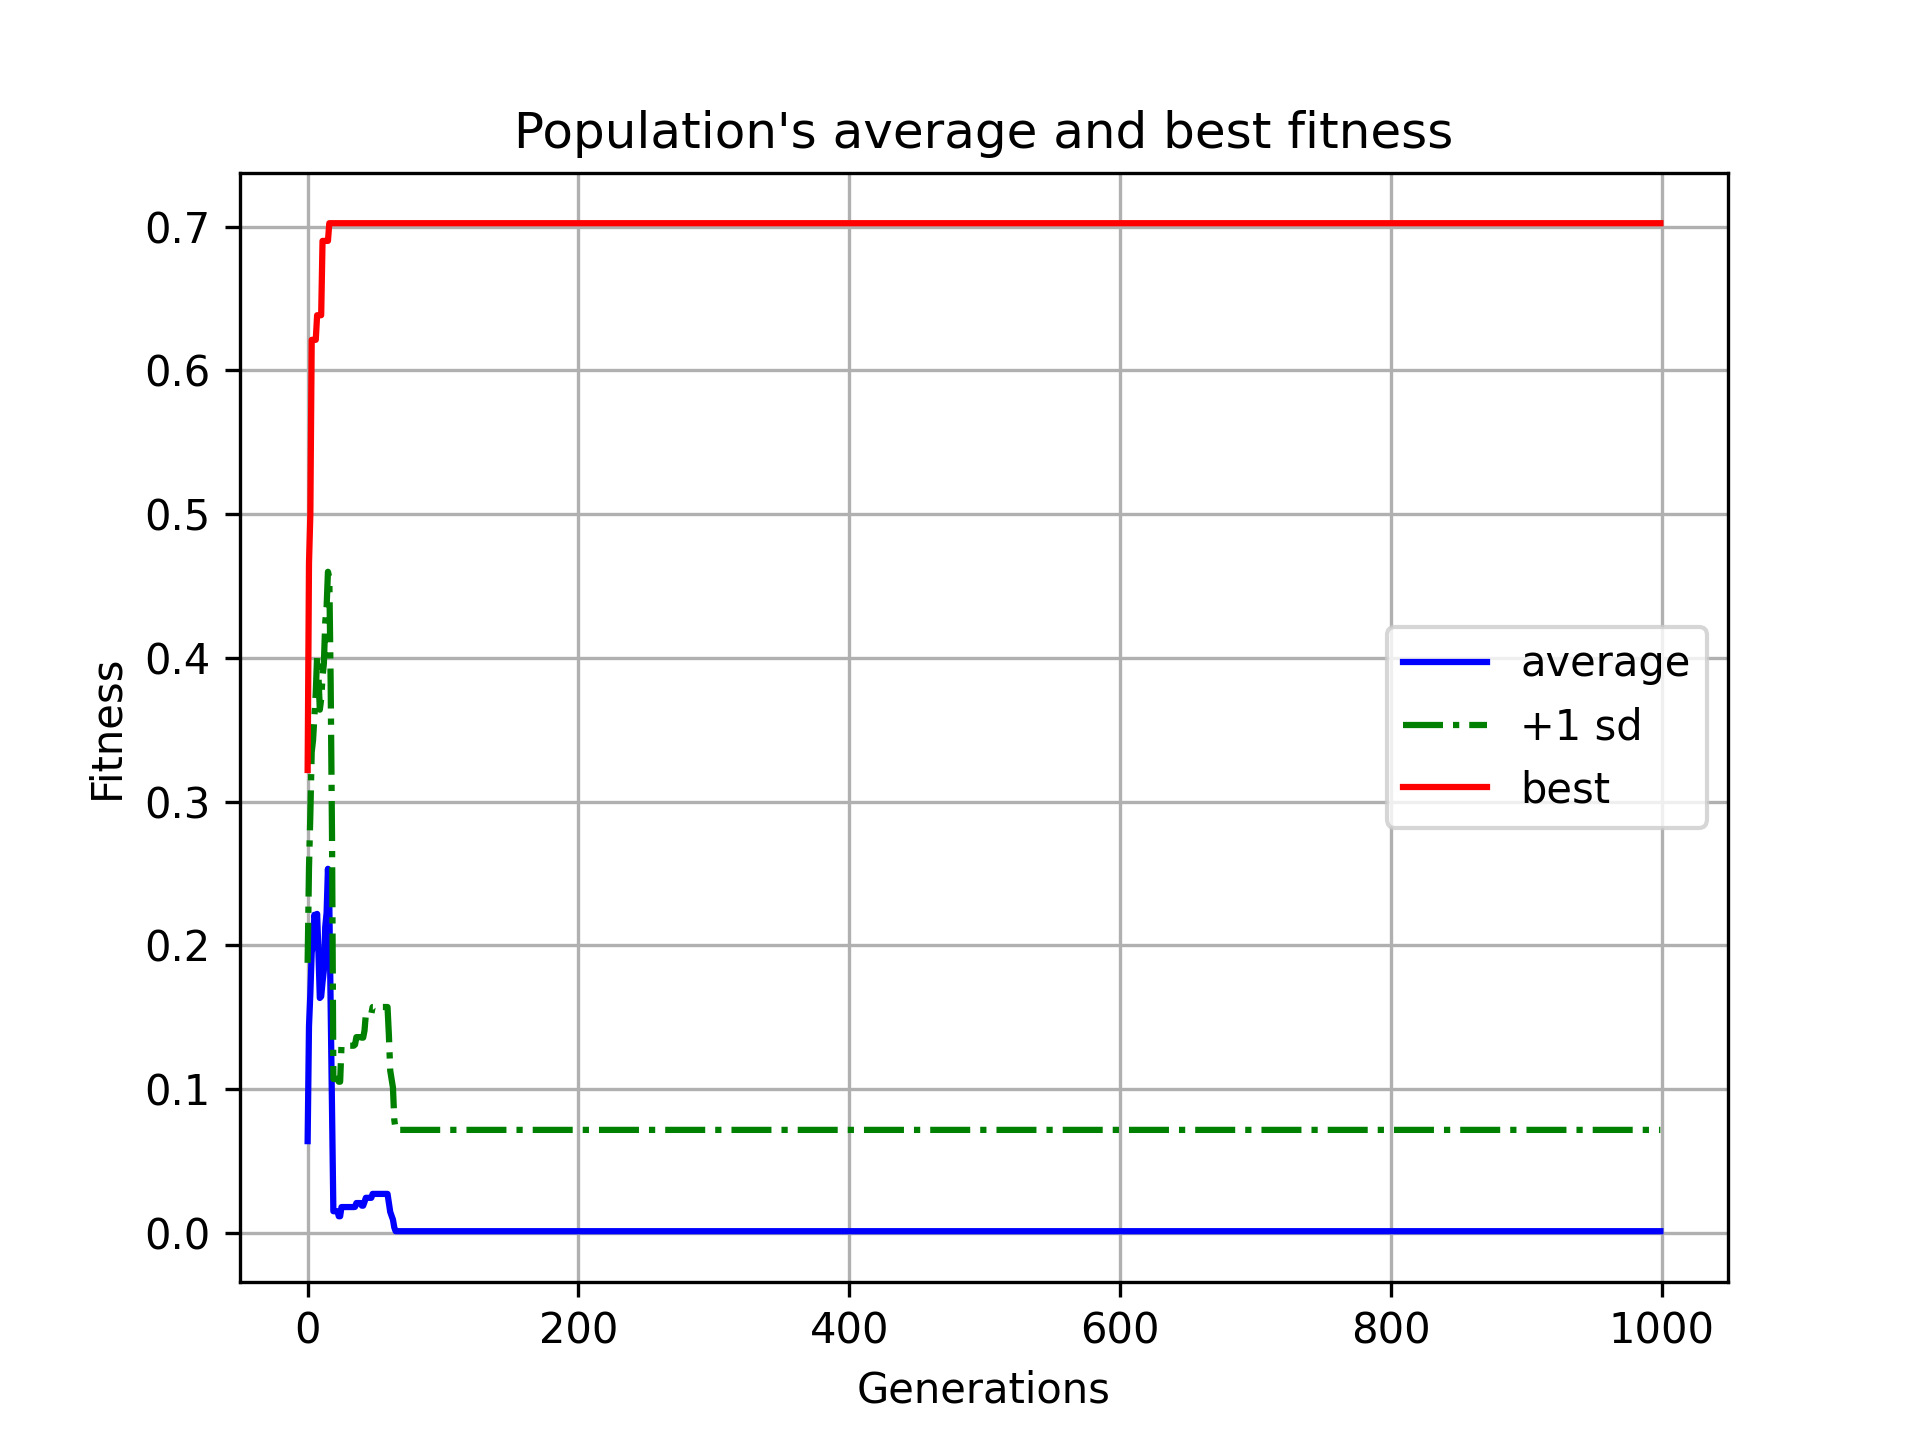 Population's average and best fitness
0.7
0.6
0.5
0.4
0.3
0.2
0.1
0.0
Fitness
average
+1 sd
best
0 200 400 600 800 1000
Generations